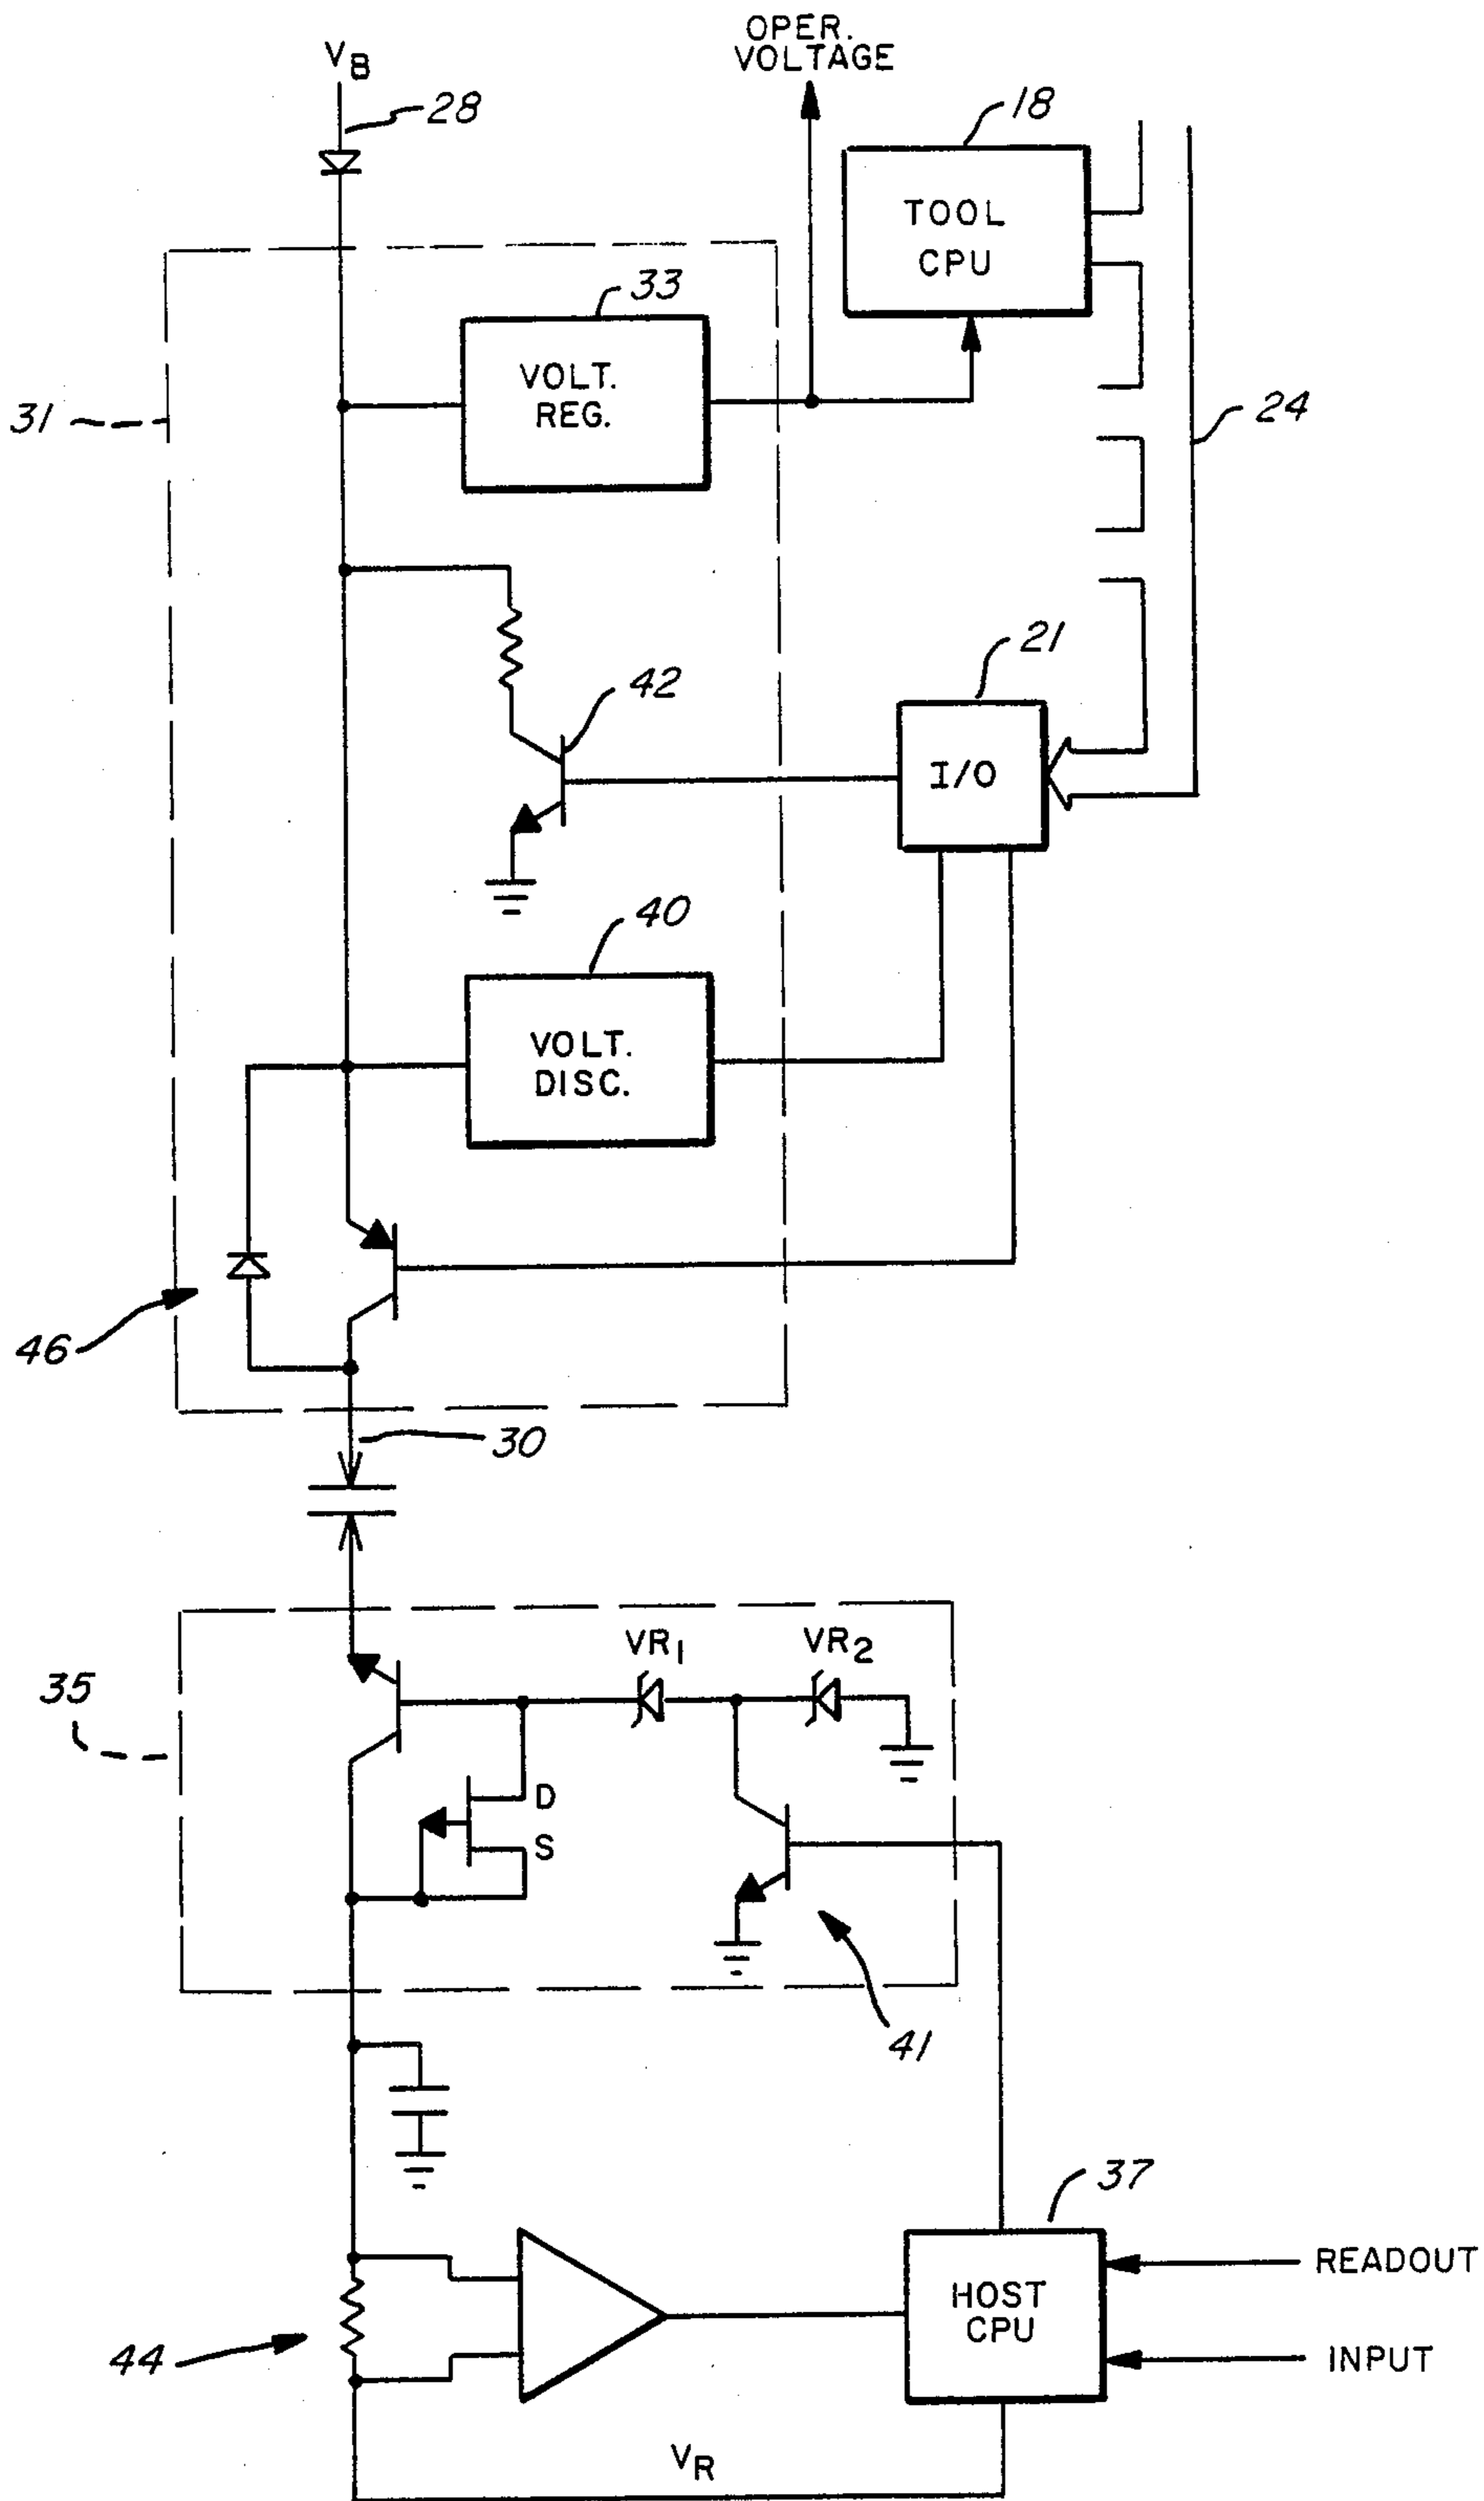 OPER.
VOLTAGE
VB
28
18
TOOL
CPU
33
VOLT.
REG.
31
24
42
21
I/O
40
VOLT.
DISC.
46
30
35
VR1
VR2
D
S
41
37
HOST
CPU
READOUT
INPUT
44
VR